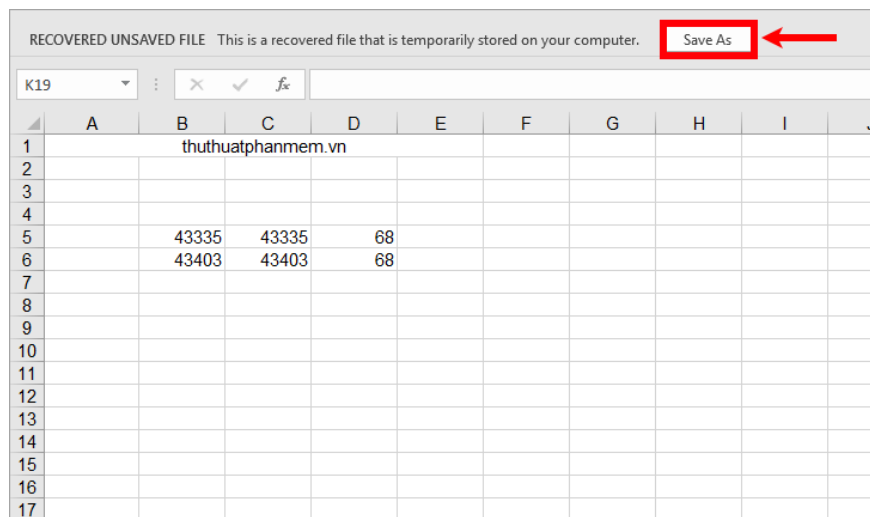 RECOVERED UNSAVED FILE This is a recovered file that is temporarily stored on your computer. Save As
K19 fx
A B C D E F G H I J
1 thuthuatphanmem.vn
2
3
4
5 43335 43335 68
6 43403 43403 68
7
8
9
10
11
12
13
14
15
16
17